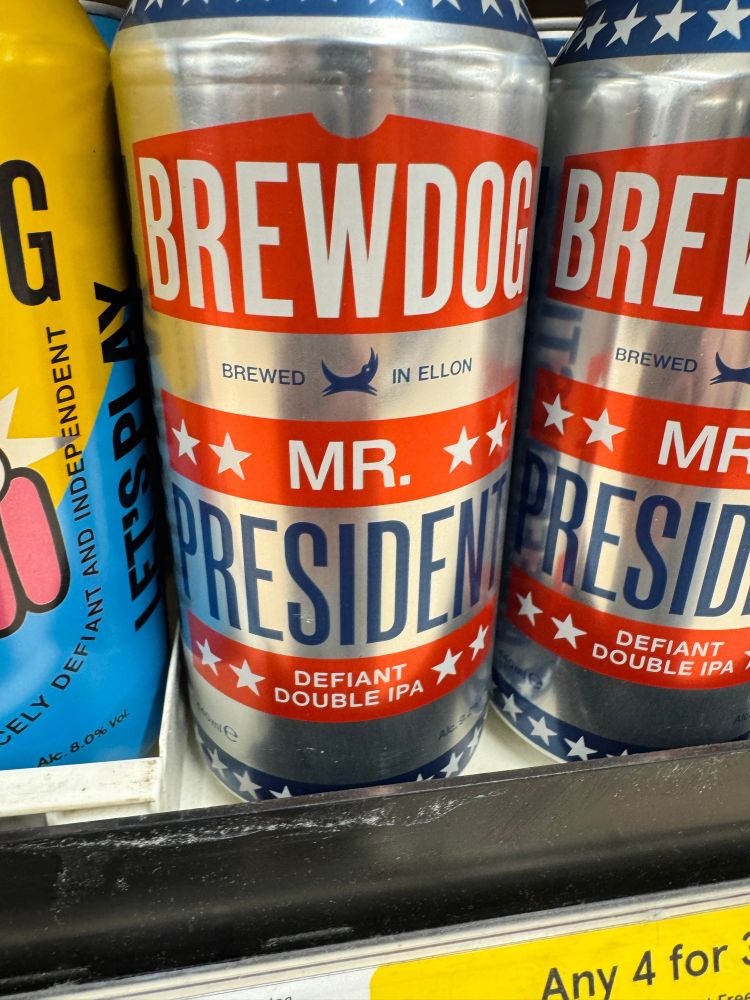 BREWDOG
BREWED IN ELLON
MR.
PRESIDENT
DEFIANT
DOUBLE IPA
440ml e
BREW
BREWED
MR
PRESID
DEFIANT
DOUBLE IPA
G
LET'S PLAY
CELY DEFIANT AND INDEPENDENT
Alc. 8.0% Vol
Any 4 for